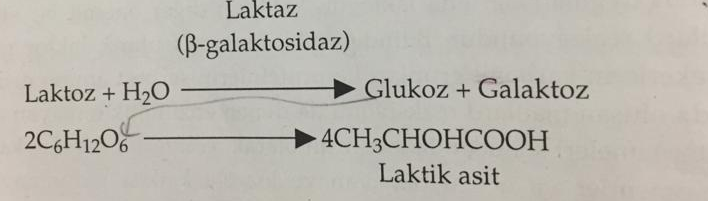 Laktaz
(β-galaktosidaz)
Laktoz + H₂O ⟶ Glukoz + Galaktoz
2C₆H₁₂O₆ ⟶ 4CH₃CHOHCOOH
Laktik asit